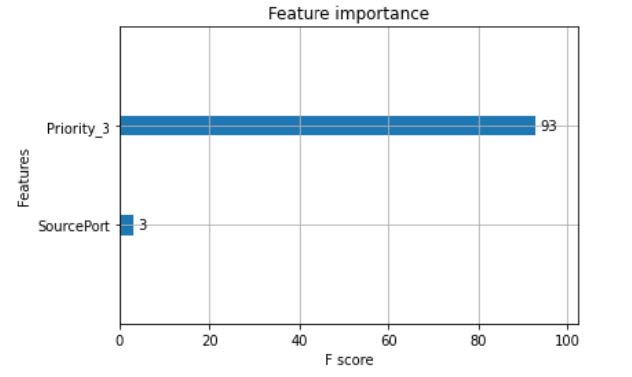 Feature importance
Priority_3
93
Features
SourcePort
3
0 20 40 60 80 100
F score